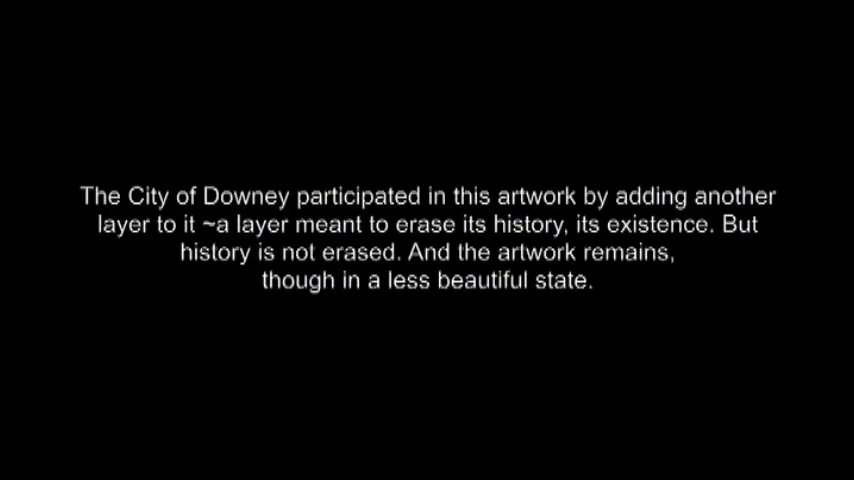 The City of Downey participated in this artwork by adding another
layer to it ~a layer meant to erase its history, its existence. But
history is not erased. And the artwork remains,
though in a less beautiful state.